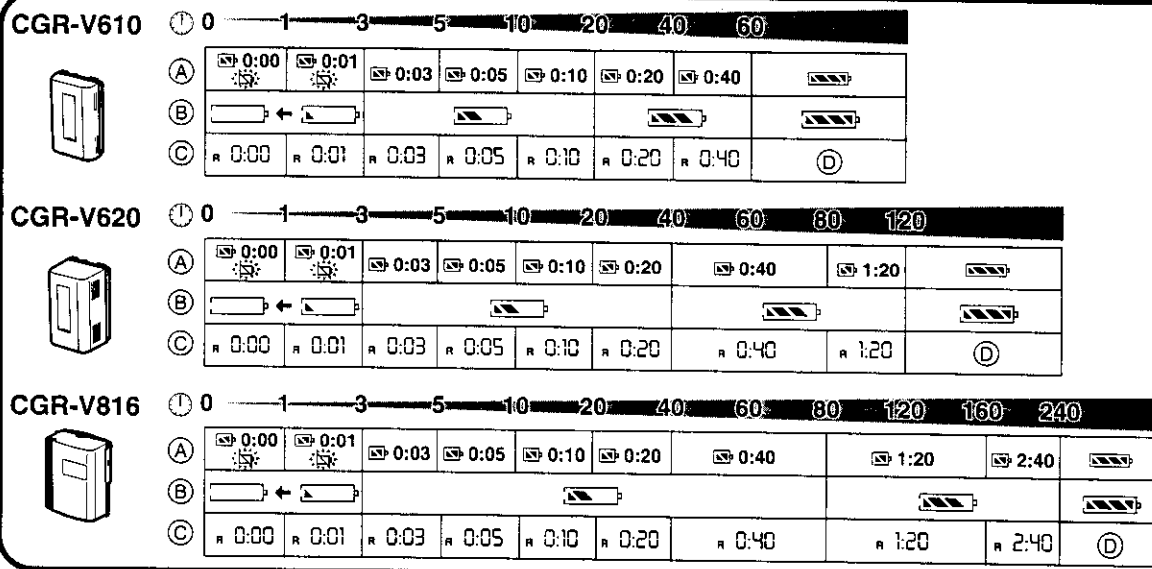 CGR-V610 0 1 3 5 10 20 40 60
A 0:00 0:01 0:03 0:05 0:10 0:20 0:40
B
C R 0:00 R 0:01 R 0:03 R 0:05 R 0:10 R 0:20 R 0:40 D
CGR-V620 0 1 3 5 10 20 40 60 80 120
A 0:00 0:01 0:03 0:05 0:10 0:20 0:40 1:20
B
C R 0:00 R 0:01 R 0:03 R 0:05 R 0:10 R 0:20 R 0:40 R 1:20 D
CGR-V816 0 1 3 5 10 20 40 60 80 120 160 240
A 0:00 0:01 0:03 0:05 0:10 0:20 0:40 1:20 2:40
B
C R 0:00 R 0:01 R 0:03 R 0:05 R 0:10 R 0:20 R 0:40 R 1:20 R 2:40 D